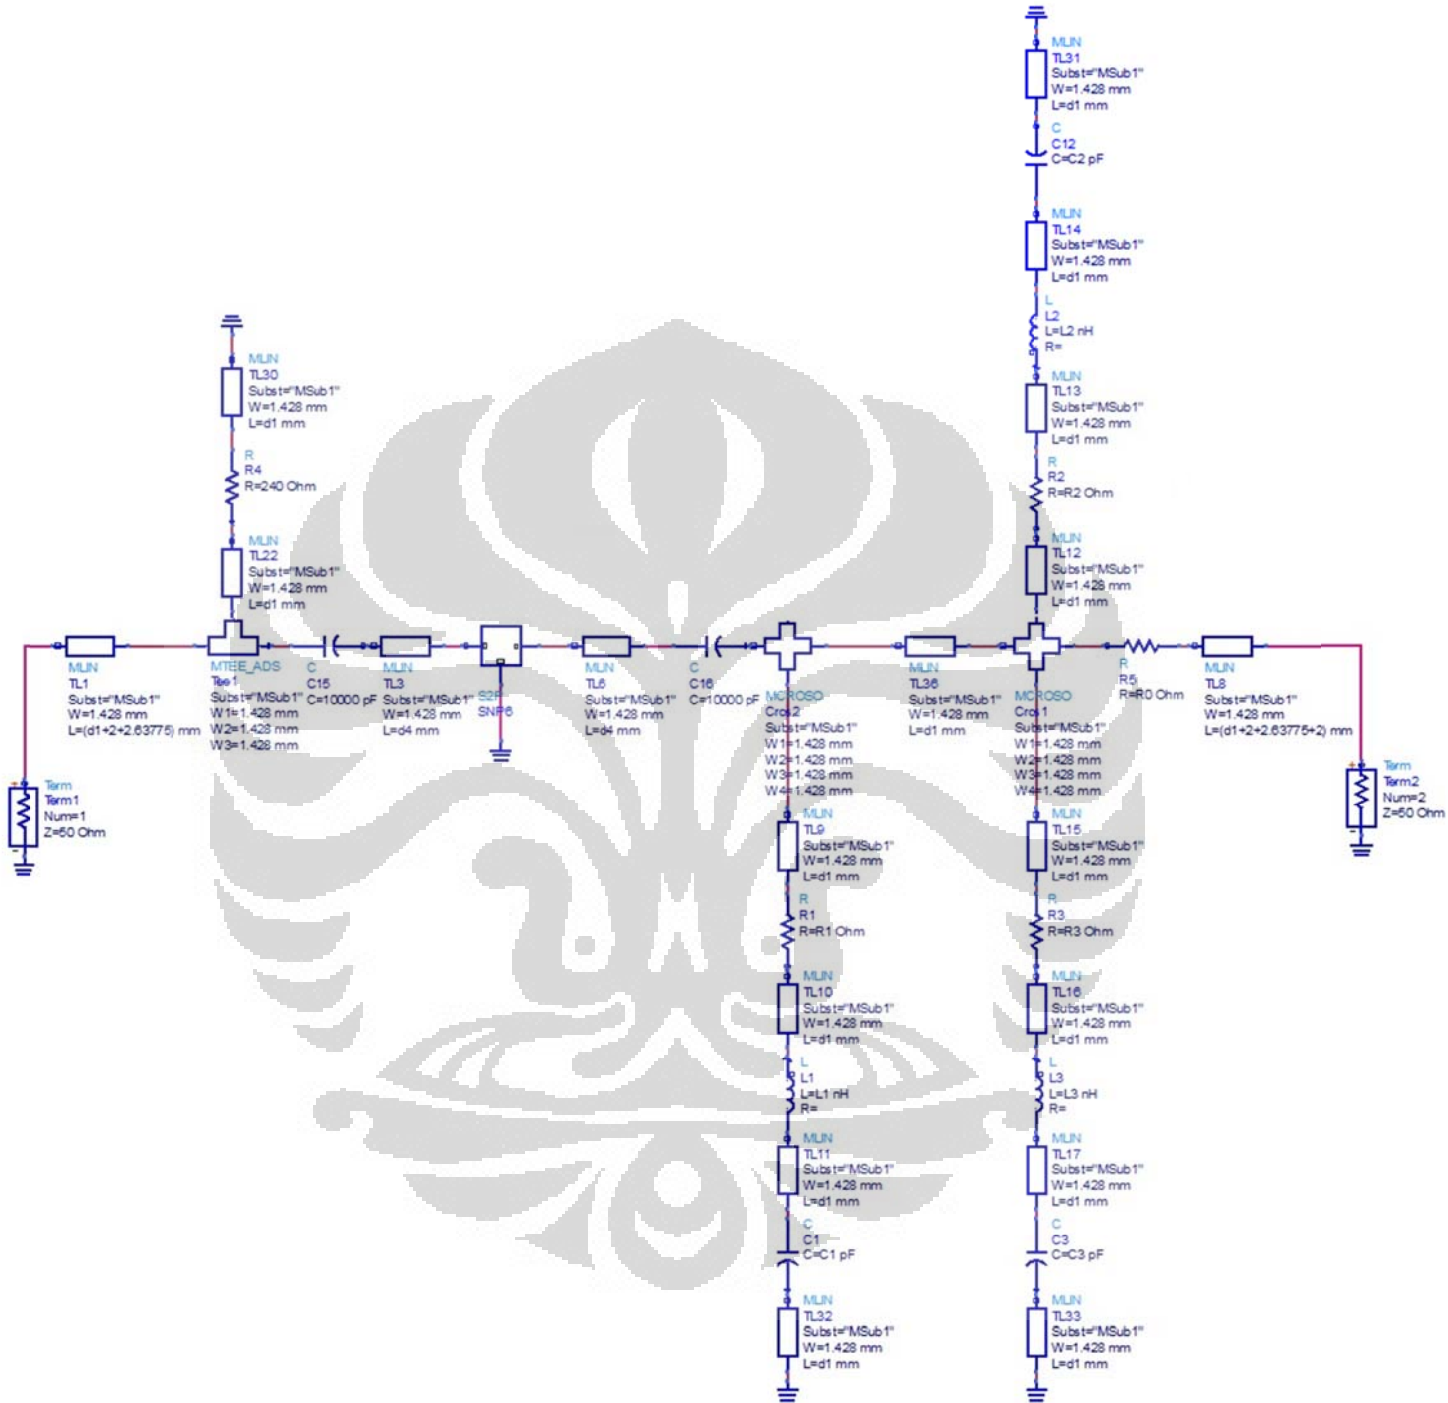 MLIN
TL31
Subst="MSub1"
W=1.428 mm
L=d1 mm
C
C12
C=C2 pF
MLIN
TL14
Subst="MSub1"
W=1.428 mm
L=d1 mm
L
L2
L=L2 nH
R=
MLIN
TL13
Subst="MSub1"
W=1.428 mm
L=d1 mm
R
R2
R=R2 Ohm
MLIN
TL12
Subst="MSub1"
W=1.428 mm
L=d1 mm
MLIN
TL30
Subst="MSub1"
W=1.428 mm
L=d1 mm
R
R4
R=240 Ohm
MLIN
TL22
Subst="MSub1"
W=1.428 mm
L=d1 mm
MLIN
TL1
Subst="MSub1"
W=1.428 mm
L=(d1+2+2.63775) mm
MTEE_ADS
Tee1
Subst="MSub1"
W1=1.428 mm
W2=1.428 mm
W3=1.428 mm
C
C15
C=10000 pF
MLIN
TL3
Subst="MSub1"
W=1.428 mm
L=d4 mm
S2P
SNP6
MLIN
TL6
Subst="MSub1"
W=1.428 mm
L=d4 mm
C
C16
C=10000 pF
MCROSO
Cros2
Subst="MSub1"
W1=1.428 mm
W2=1.428 mm
W3=1.428 mm
W4=1.428 mm
MLIN
TL36
Subst="MSub1"
W=1.428 mm
L=d1 mm
MCROSO
Cros1
Subst="MSub1"
W1=1.428 mm
W2=1.428 mm
W3=1.428 mm
W4=1.428 mm
R
R5
R=R0 Ohm
MLIN
TL8
Subst="MSub1"
W=1.428 mm
L=(d1+2+2.63775+2) mm
Term
Term1
Num=1
Z=50 Ohm
Term
Term2
Num=2
Z=50 Ohm
MLIN
TL9
Subst="MSub1"
W=1.428 mm
L=d1 mm
R
R1
R=R1 Ohm
MLIN
TL10
Subst="MSub1"
W=1.428 mm
L=d1 mm
L
L1
L=L1 nH
R=
MLIN
TL11
Subst="MSub1"
W=1.428 mm
L=d1 mm
C
C1
C=C1 pF
MLIN
TL32
Subst="MSub1"
W=1.428 mm
L=d1 mm
MLIN
TL15
Subst="MSub1"
W=1.428 mm
L=d1 mm
R
R3
R=R3 Ohm
MLIN
TL16
Subst="MSub1"
W=1.428 mm
L=d1 mm
L
L3
L=L3 nH
R=
MLIN
TL17
Subst="MSub1"
W=1.428 mm
L=d1 mm
C
C3
C=C3 pF
MLIN
TL33
Subst="MSub1"
W=1.428 mm
L=d1 mm